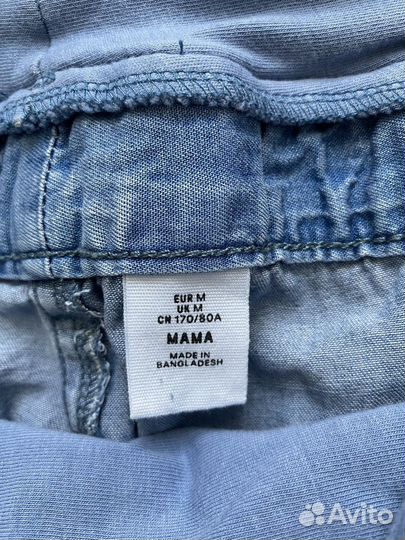 EUR M
UK M
CN 170/80A
MAMA
MADE IN
BANGLADESH
Avito